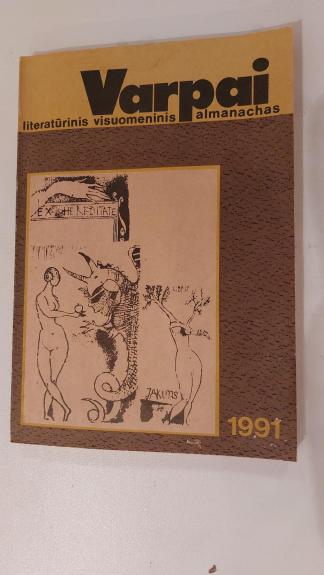 Varpai
literatūrinis visuomeninis almanachas
EX
HEREDITATE
JAKUTIS
1991